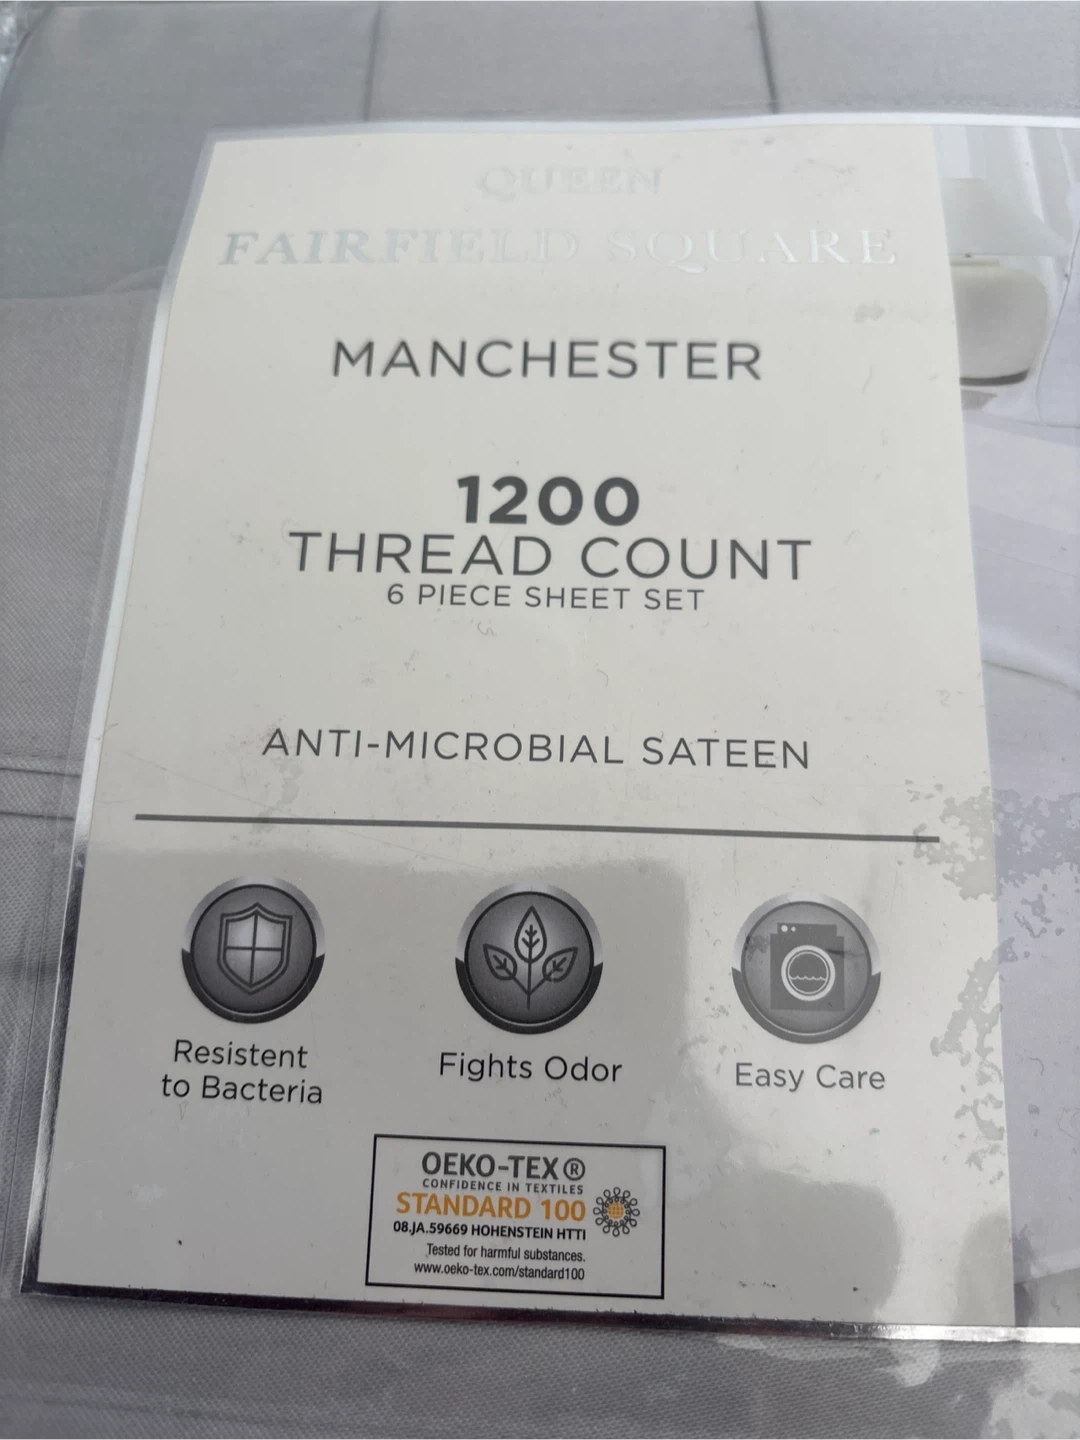 QUEEN
FAIRFIELD SQUARE
MANCHESTER
1200
THREAD COUNT
6 PIECE SHEET SET
ANTI-MICROBIAL SATEEN
Resistent
to Bacteria
Fights Odor
Easy Care
OEKO-TEX®
CONFIDENCE IN TEXTILES
STANDARD 100
08.JA.59669 HOHENSTEIN HTTI
Tested for harmful substances.
www.oeko-tex.com/standard100